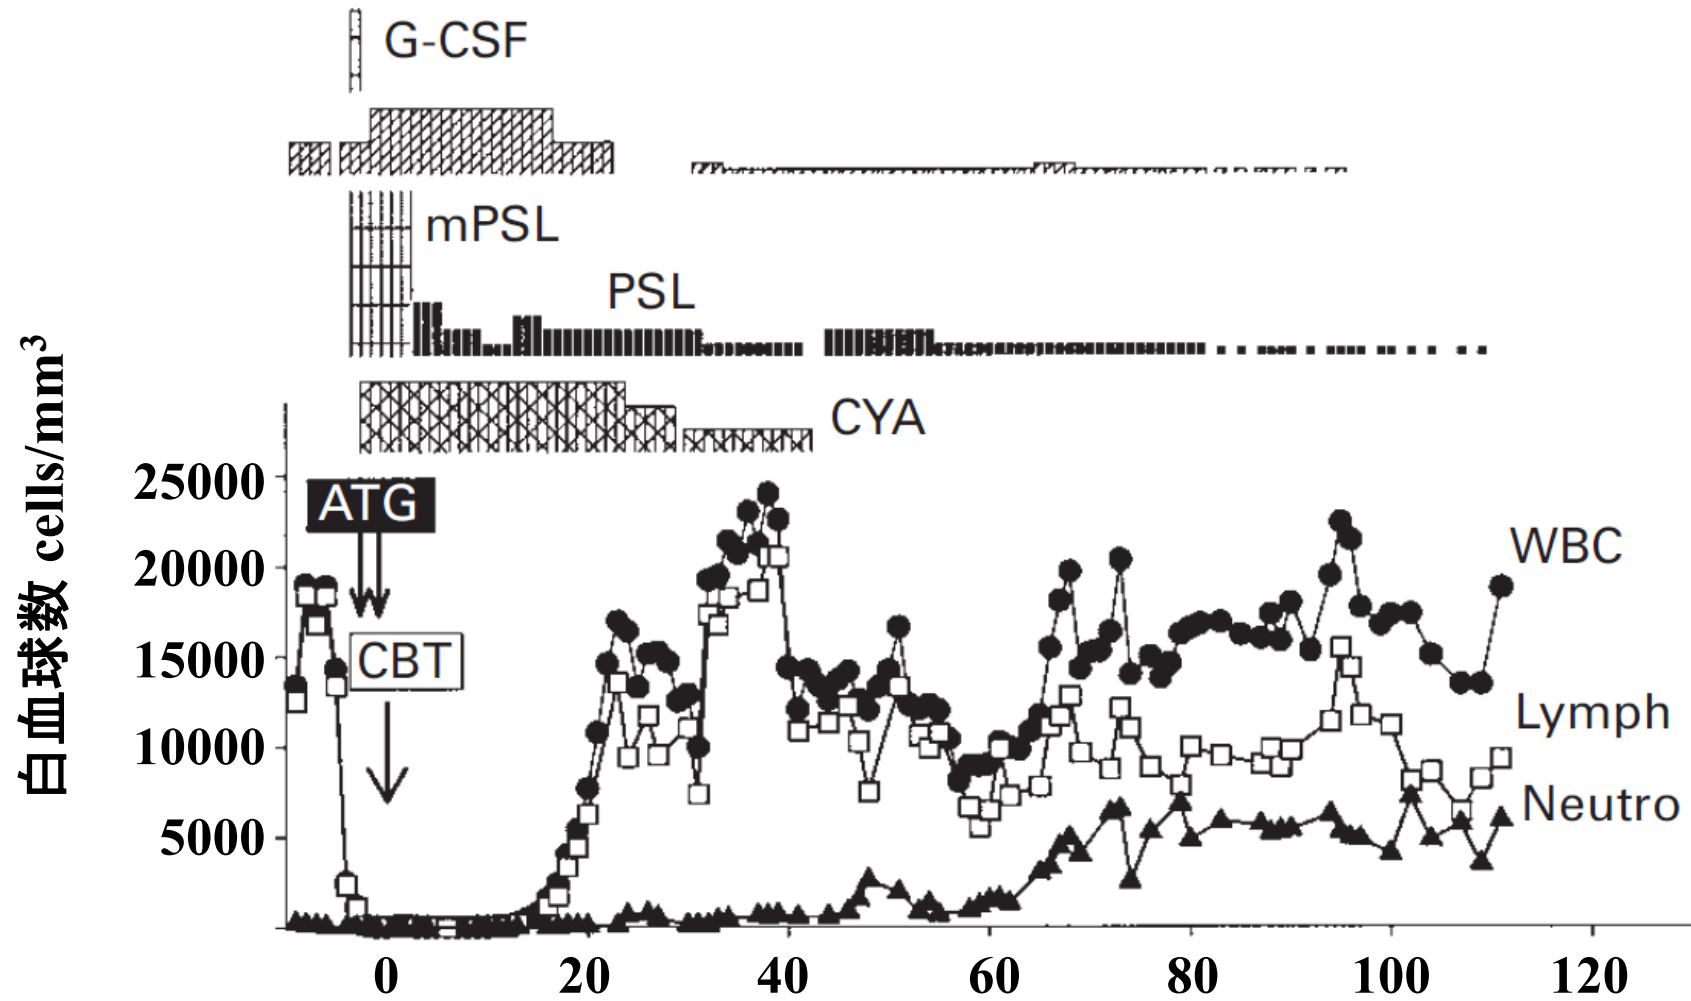 G-CSF
mPSL
PSL
CYA
白血球数 cells/mm³
25000
20000
15000
10000
5000
ATG
CBT
WBC
Lymph
Neutro
0 20 40 60 80 100 120